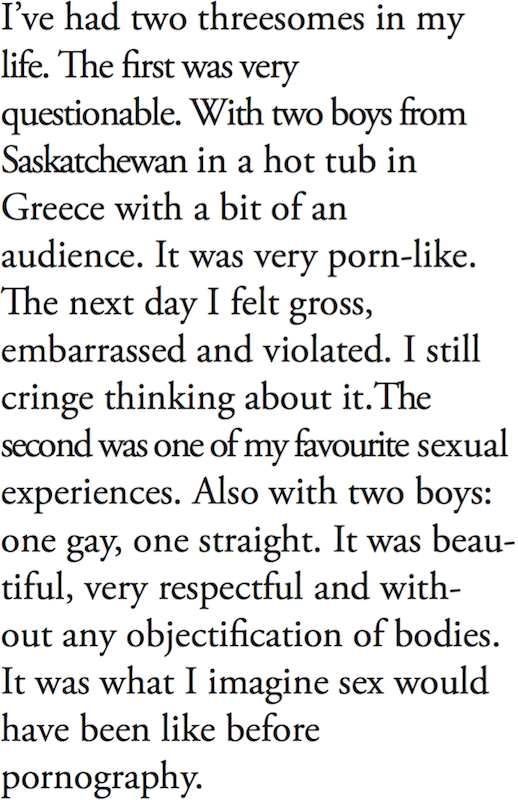 I’ve had two threesomes in my
life. The first was very
questionable. With two boys from
Saskatchewan in a hot tub in
Greece with a bit of an
audience. It was very porn-like.
The next day I felt gross,
embarrassed and violated. I still
cringe thinking about it.The
second was one of my favourite sexual
experiences. Also with two boys:
one gay, one straight. It was beau-
tiful, very respectful and with-
out any objectification of bodies.
It was what I imagine sex would
have been like before
pornography.